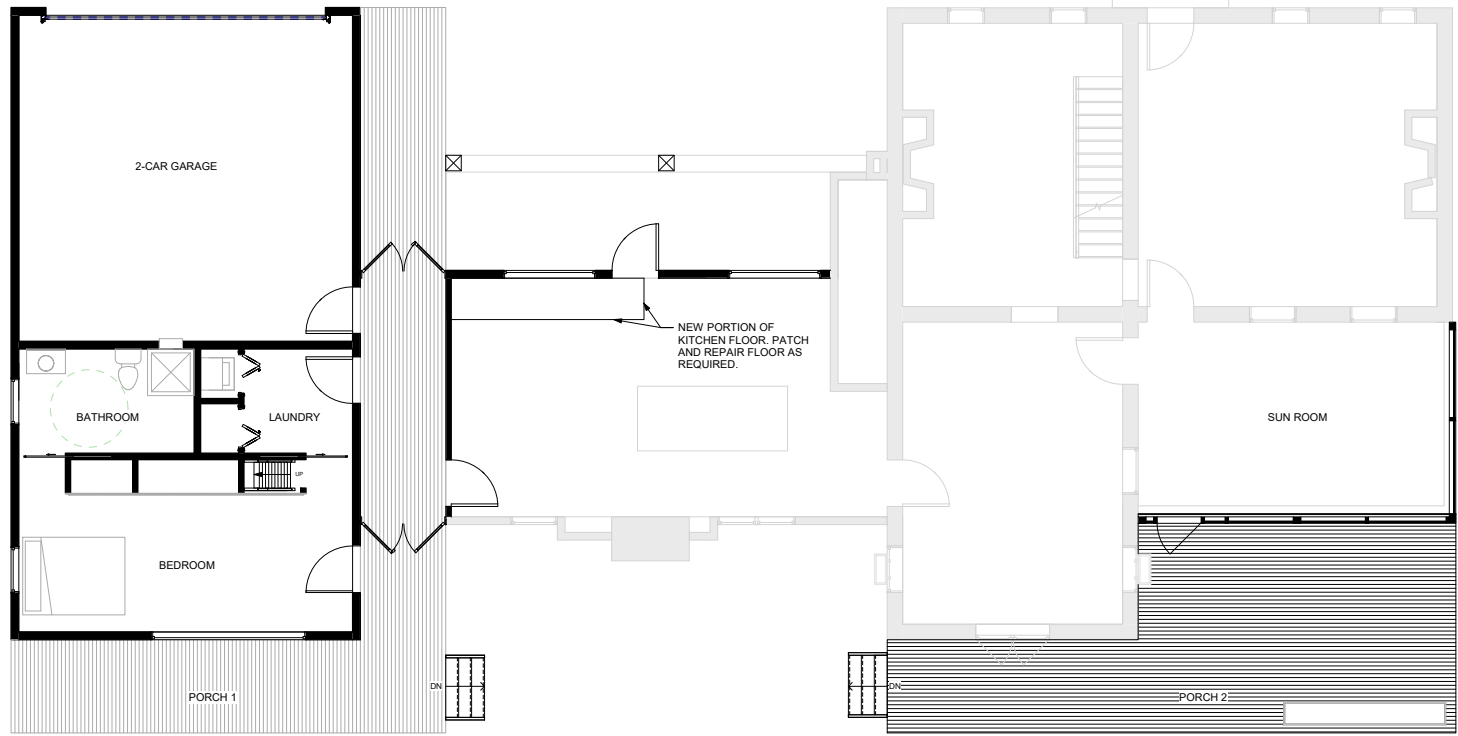 2-CAR GARAGE
NEW PORTION OF
KITCHEN FLOOR. PATCH
AND REPAIR FLOOR AS
REQUIRED.
BATHROOM
LAUNDRY
SUN ROOM
UP
BEDROOM
DN
DN
PORCH 1
PORCH 2